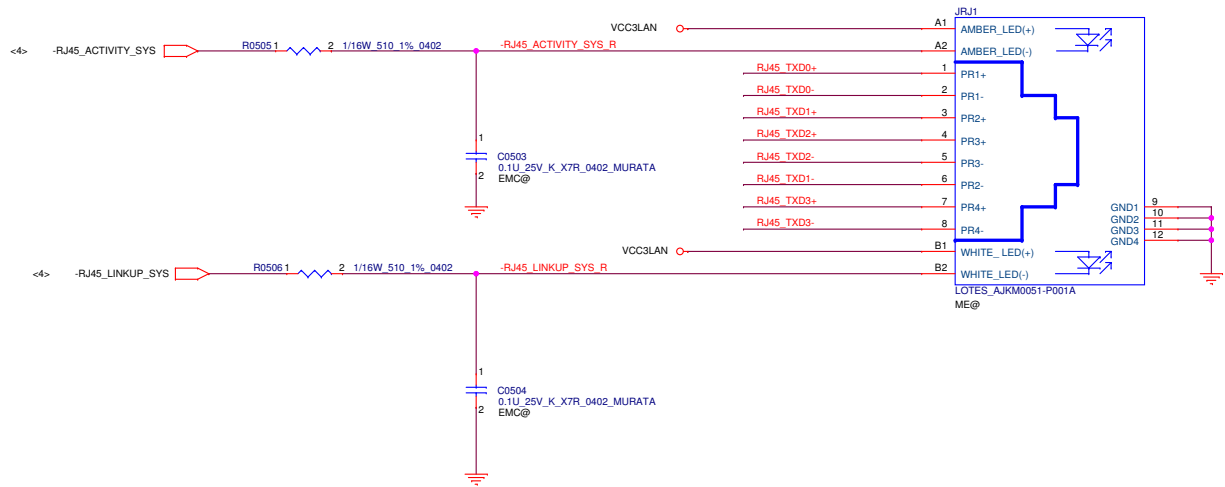 JRJ1
VCC3LAN
A1
AMBER_LED(+)
<4>
-RJ45_ACTIVITY_SYS
R0505
1
2
1/16W_510_1%_0402
-RJ45_ACTIVITY_SYS_R
A2
AMBER_LED(-)
RJ45_TXD0+
1
PR1+
RJ45_TXD0-
2
PR1-
RJ45_TXD1+
3
PR2+
RJ45_TXD2+
4
PR3+
RJ45_TXD2-
5
PR3-
RJ45_TXD1-
6
PR2-
RJ45_TXD3+
7
PR4+
RJ45_TXD3-
8
PR4-
1
C0503
0.1U_25V_K_X7R_0402_MURATA
2
EMC@
GND1
9
GND2
10
GND3
11
GND4
12
VCC3LAN
B1
WHITE_ LED(+)
<4>
-RJ45_LINKUP_SYS
R0506
1
2
1/16W_510_1%_0402
-RJ45_LINKUP_SYS_R
B2
WHITE_LED(-)
LOTES_AJKM0051-P001A
ME@
1
C0504
0.1U_25V_K_X7R_0402_MURATA
2
EMC@